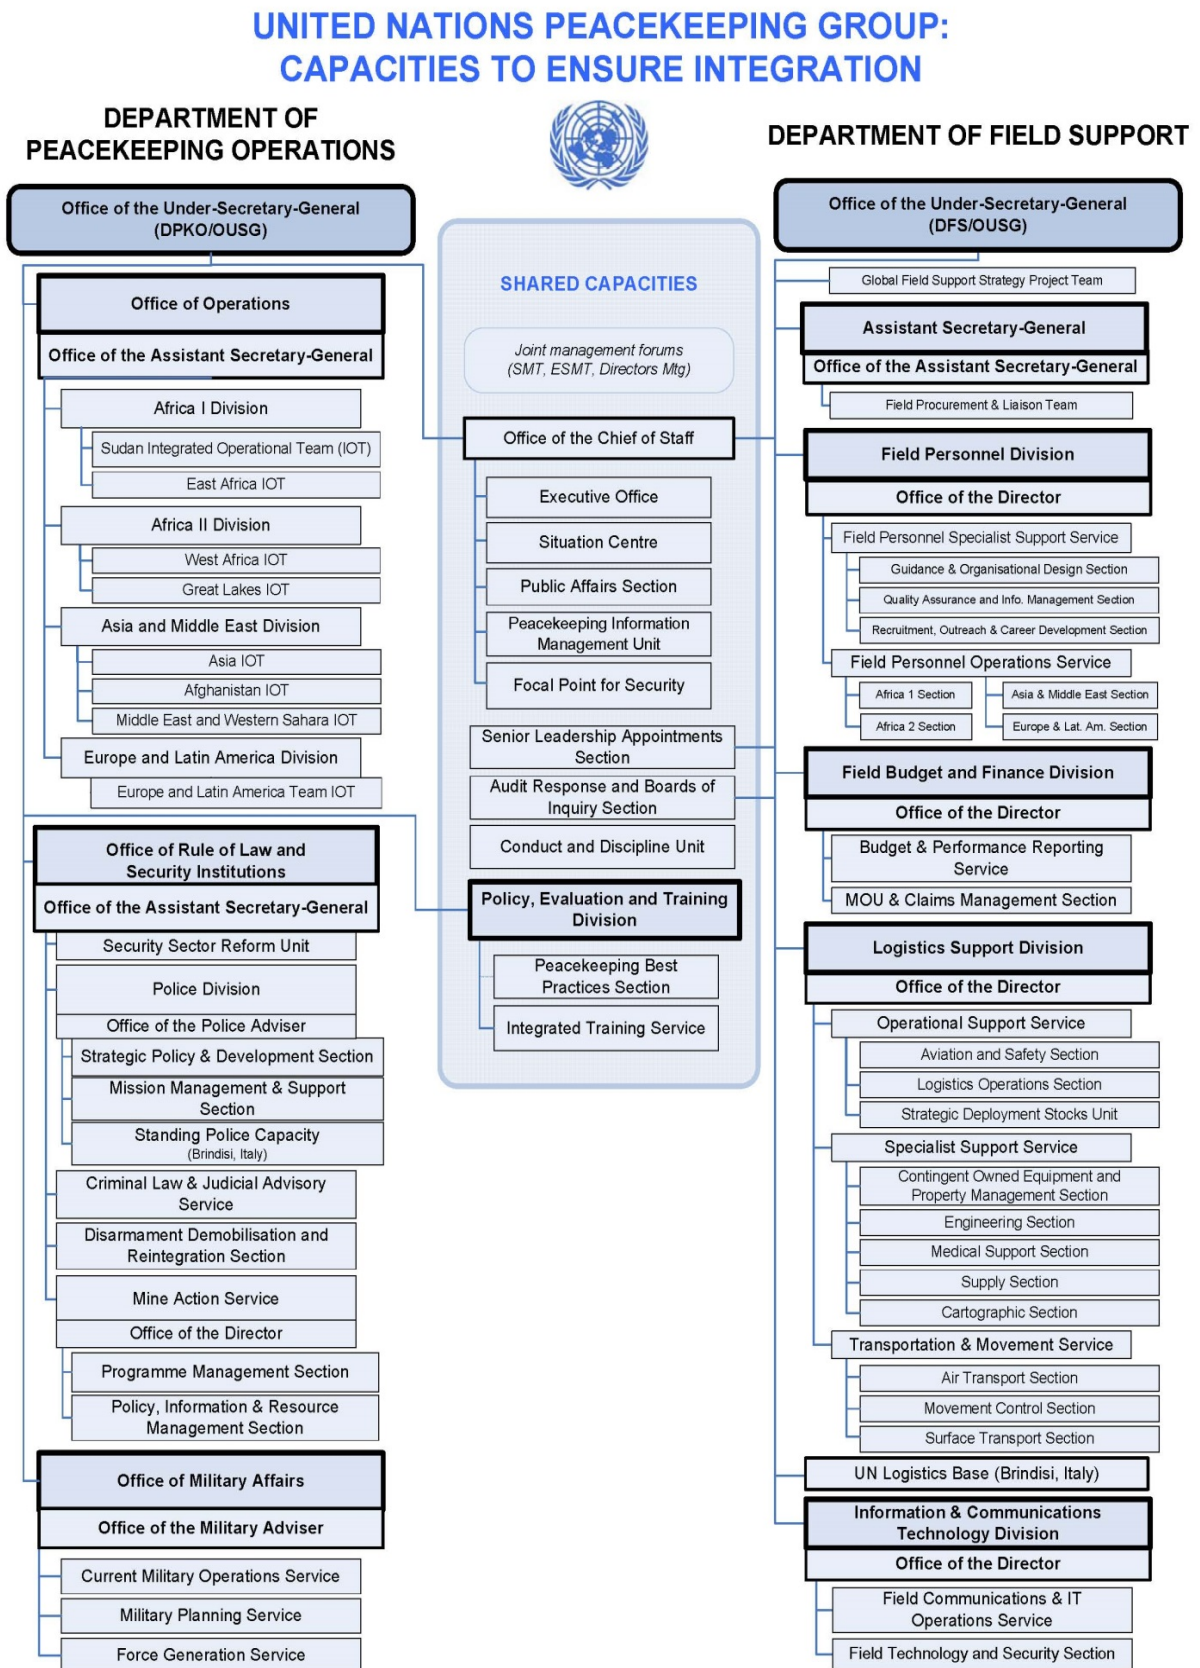 UNITED NATIONS PEACEKEEPING GROUP:
CAPACITIES TO ENSURE INTEGRATION
DEPARTMENT OF
PEACEKEEPING OPERATIONS
Office of the Under-Secretary-General
(DPKO/OUSG)
Office of Operations
Office of the Assistant Secretary-General
Africa I Division
Sudan Integrated Operational Team (IOT)
East Africa IOT
Africa II Division
West Africa IOT
Great Lakes IOT
Asia and Middle East Division
Asia IOT
Afghanistan IOT
Middle East and Western Sahara IOT
Europe and Latin America Division
Europe and Latin America Team IOT
Office of Rule of Law and
Security Institutions
Office of the Assistant Secretary-General
Security Sector Reform Unit
Police Division
Office of the Police Adviser
Strategic Policy & Development Section
Mission Management & Support
Section
Standing Police Capacity
(Brindisi, Italy)
Criminal Law & Judicial Advisory
Service
Disarmament Demobilisation and
Reintegration Section
Mine Action Service
Office of the Director
Programme Management Section
Policy, Information & Resource
Management Section
Office of Military Affairs
Office of the Military Adviser
Current Military Operations Service
Military Planning Service
Force Generation Service
SHARED CAPACITIES
Joint management forums
(SMT, ESMT, Directors Mtg)
Office of the Chief of Staff
Executive Office
Situation Centre
Public Affairs Section
Peacekeeping Information
Management Unit
Focal Point for Security
Senior Leadership Appointments
Section
Audit Response and Boards of
Inquiry Section
Conduct and Discipline Unit
Policy, Evaluation and Training
Division
Peacekeeping Best
Practices Section
Integrated Training Service
DEPARTMENT OF FIELD SUPPORT
Office of the Under-Secretary-General
(DFS/OUSG)
Global Field Support Strategy Project Team
Assistant Secretary-General
Office of the Assistant Secretary-General
Field Procurement & Liaison Team
Field Personnel Division
Office of the Director
Field Personnel Specialist Support Service
Guidance & Organisational Design Section
Quality Assurance and Info. Management Section
Recruitment, Outreach & Career Development Section
Field Personnel Operations Service
Africa 1 Section
Asia & Middle East Section
Africa 2 Section
Europe & Lat. Am. Section
Field Budget and Finance Division
Office of the Director
Budget & Performance Reporting
Service
MOU & Claims Management Section
Logistics Support Division
Office of the Director
Operational Support Service
Aviation and Safety Section
Logistics Operations Section
Strategic Deployment Stocks Unit
Specialist Support Service
Contingent Owned Equipment and
Property Management Section
Engineering Section
Medical Support Section
Supply Section
Cartographic Section
Transportation & Movement Service
Air Transport Section
Movement Control Section
Surface Transport Section
UN Logistics Base (Brindisi, Italy)
Information & Communications
Technology Division
Office of the Director
Field Communications & IT
Operations Service
Field Technology and Security Section